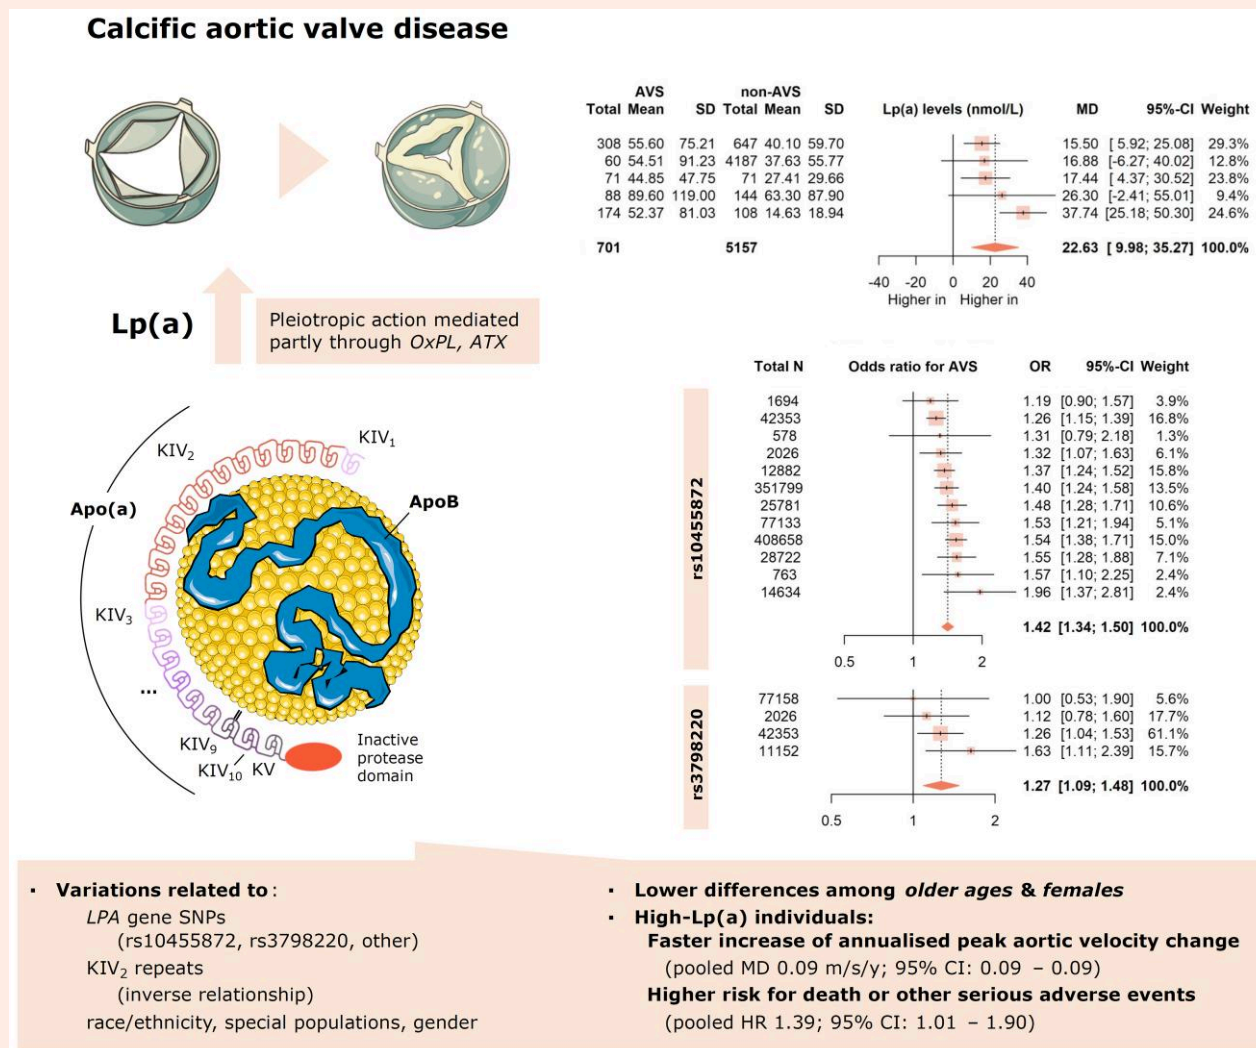 Calcific aortic valve disease
AVS non-AVS
Total Mean SD Total Mean SD Lp(a) levels (nmol/L) MD 95%-CI Weight
308 55.60 75.21 647 40.10 59.70 15.50 [ 5.92; 25.08] 29.3%
60 54.51 91.23 4187 37.63 55.77 16.88 [-6.27; 40.02] 12.8%
71 44.85 47.75 71 27.41 29.66 17.44 [ 4.37; 30.52] 23.8%
88 89.60 119.00 144 63.30 87.90 26.30 [-2.41; 55.01] 9.4%
174 52.37 81.03 108 14.63 18.94 37.74 [25.18; 50.30] 24.6%
701 5157 22.63 [ 9.98; 35.27] 100.0%
-40 -20 0 20 40
Higher in Higher in
Lp(a)
Pleiotropic action mediated
partly through OxPL, ATX
Apo(a)
KIV2
KIV1
ApoB
KIV3
...
KIV9
KIV10
KV
Inactive
protease
domain
Total N Odds ratio for AVS OR 95%-CI Weight
rs10455872
1694 1.19 [0.90; 1.57] 3.9%
42353 1.26 [1.15; 1.39] 16.8%
578 1.31 [0.79; 2.18] 1.3%
2026 1.32 [1.07; 1.63] 6.1%
12882 1.37 [1.24; 1.52] 15.8%
351799 1.40 [1.24; 1.58] 13.5%
25781 1.48 [1.28; 1.71] 10.6%
77133 1.53 [1.21; 1.94] 5.1%
408658 1.54 [1.38; 1.71] 15.0%
28722 1.55 [1.28; 1.88] 7.1%
763 1.57 [1.10; 2.25] 2.4%
14634 1.96 [1.37; 2.81] 2.4%
1.42 [1.34; 1.50] 100.0%
0.5 1 2
rs3798220
77158 1.00 [0.53; 1.90] 5.6%
2026 1.12 [0.78; 1.60] 17.7%
42353 1.26 [1.04; 1.53] 61.1%
11152 1.63 [1.11; 2.39] 15.7%
1.27 [1.09; 1.48] 100.0%
0.5 1 2
▪ Variations related to:
LPA gene SNPs
(rs10455872, rs3798220, other)
KIV2 repeats
(inverse relationship)
race/ethnicity, special populations, gender
▪ Lower differences among older ages & females
▪ High-Lp(a) individuals:
Faster increase of annualised peak aortic velocity change
(pooled MD 0.09 m/s/y; 95% CI: 0.09 – 0.09)
Higher risk for death or other serious adverse events
(pooled HR 1.39; 95% CI: 1.01 – 1.90)